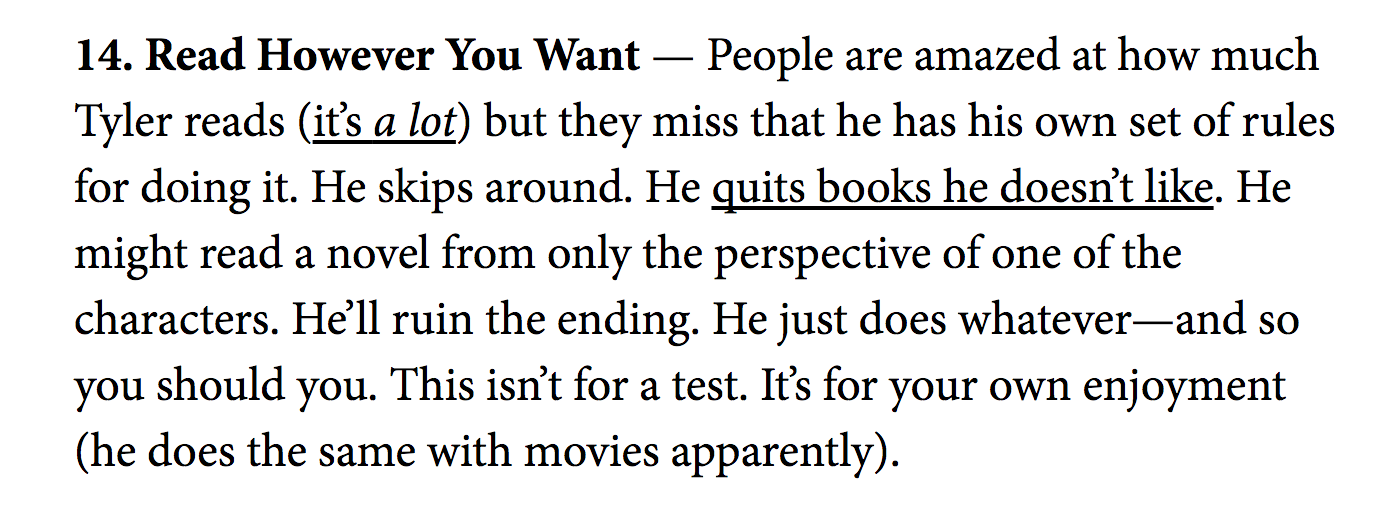 14. Read However You Want — People are amazed at how much
Tyler reads (it’s a lot) but they miss that he has his own set of rules
for doing it. He skips around. He quits books he doesn’t like. He
might read a novel from only the perspective of one of the
characters. He’ll ruin the ending. He just does whatever—and so
you should you. This isn’t for a test. It’s for your own enjoyment
(he does the same with movies apparently).